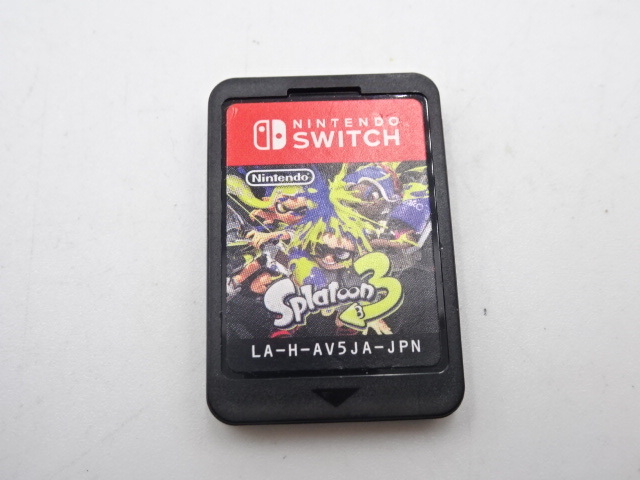 NINTENDO
SWITCH
Nintendo
Splatoon 3
LA-H-AV5JA-JPN